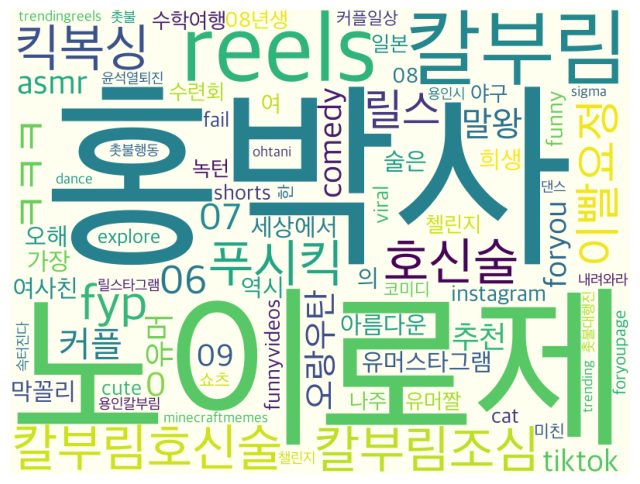 trendingreels 촛불 수학여행 08년생 커플일상
킥복싱 reels 칼부림
asmr 윤석열퇴진 수련회 여 릴스 일본 08 용인시 야구 sigma
ㅋㅋㅋ 홍박사 fail comedy 말왕 funny 이빨요정
촛불행동 녹턴 ohtani 술은 희생
dance shorts 한 viral 댄스
explore 07 세상에서 첼린지 foryou
오해 가장 06 푸시킥 의 호신술
여사친 릴스타그램 역시 코미디 instagram 내려와라
fyp 노이로제
속터진다 커플 유머 09 funnyvideos 오랑우탄 아름다운 추천 trending 촛불대행진 foryoupage
막꼴리 cute 쇼츠 유머스타그램
용인칼부림 minecraftmemes 나주 유머짤 cat 미친
칼부림호신술 챌린지 칼부림조심 tiktok